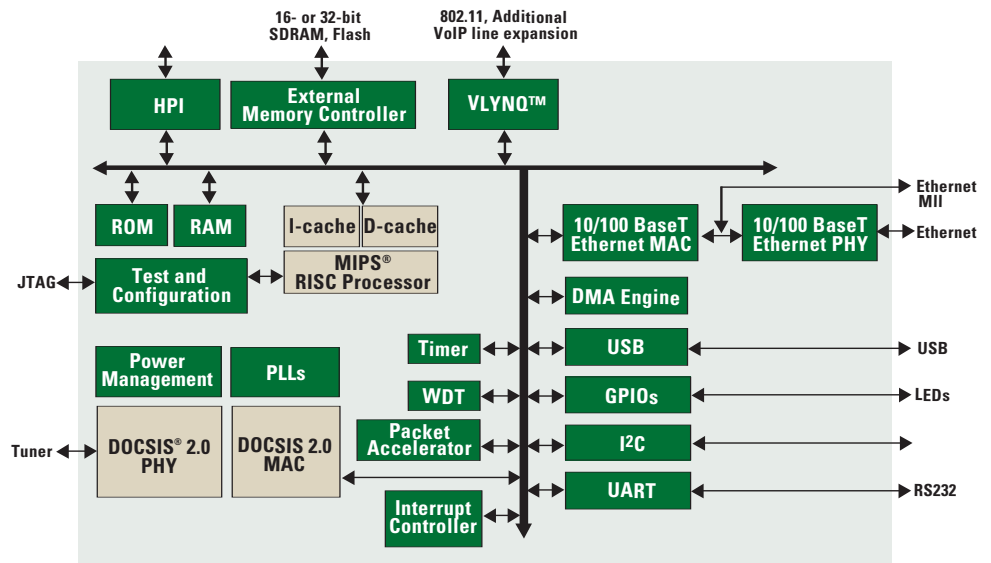 16- or 32-bit
SDRAM, Flash
802.11, Additional
VoIP line expansion
HPI
External
Memory Controller
VLYNQ™
ROM
RAM
I-cache
D-cache
MIPS®
RISC Processor
10/100 BaseT
Ethernet MAC
10/100 BaseT
Ethernet PHY
Ethernet
MII
Ethernet
JTAG
Test and
Configuration
DMA Engine
Timer
USB
USB
Power
Management
PLLs
WDT
GPIOs
LEDs
Tuner
DOCSIS® 2.0
PHY
DOCSIS 2.0
MAC
Packet
Accelerator
I²C
UART
RS232
Interrupt
Controller